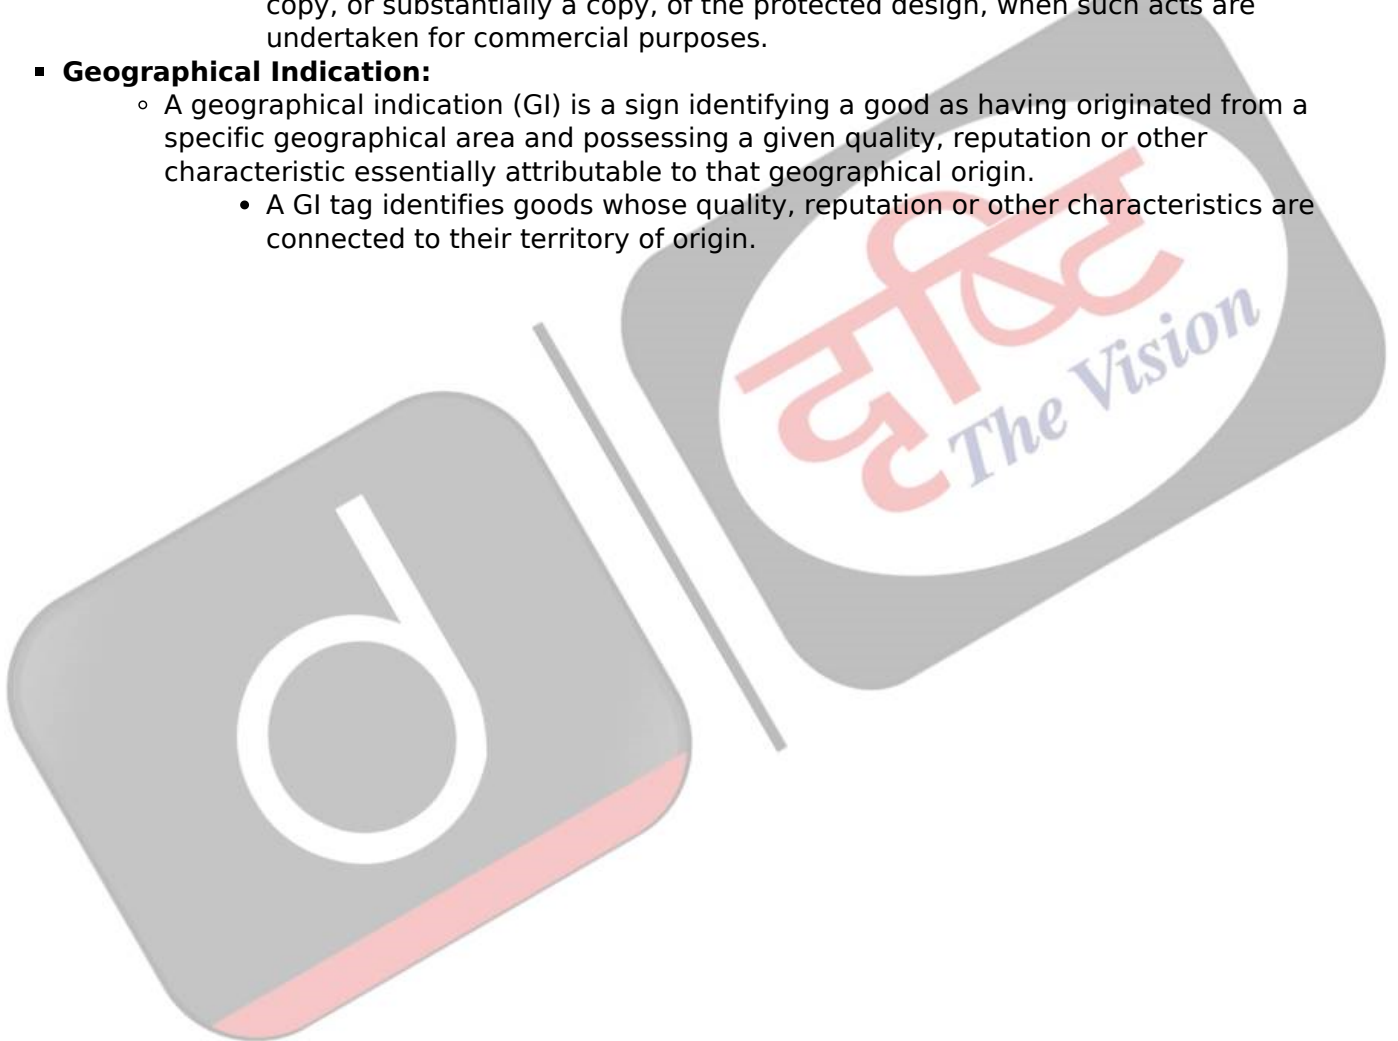 copy, or substantially a copy, of the protected design, when such acts are
undertaken for commercial purposes.
Geographical Indication:
A geographical indication (GI) is a sign identifying a good as having originated from a
specific geographical area and possessing a given quality, reputation or other
characteristic essentially attributable to that geographical origin.
A GI tag identifies goods whose quality, reputation or other characteristics are
connected to their territory of origin.
d
दृष्टि
The Vision